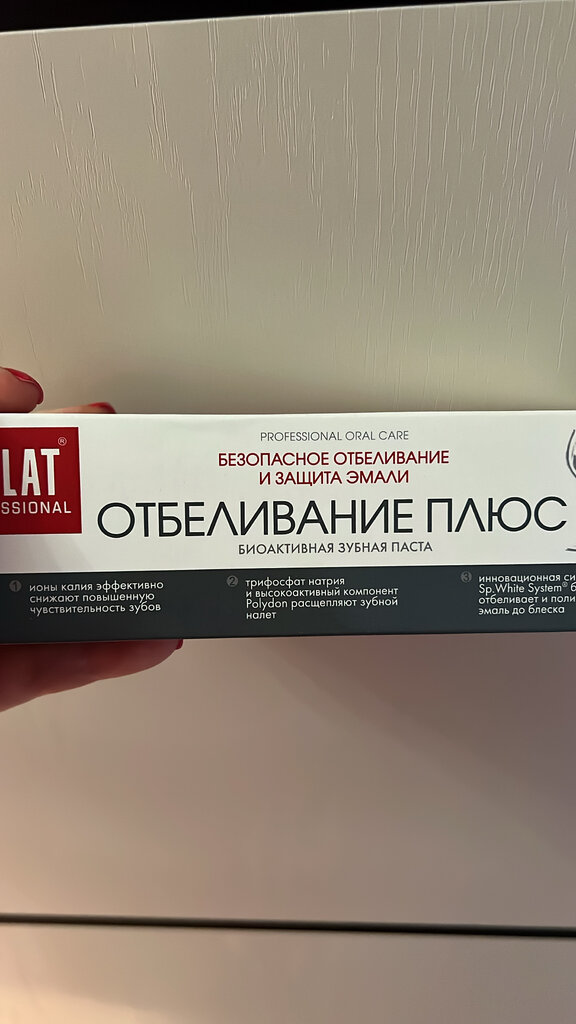 LAT®
SSIONAL
PROFESSIONAL ORAL CARE
БЕЗОПАСНОЕ ОТБЕЛИВАНИЕ
И ЗАЩИТА ЭМАЛИ
ОТБЕЛИВАНИЕ ПЛЮС
БИОАКТИВНАЯ ЗУБНАЯ ПАСТА
1 ионы калия эффективно
снижают повышенную
чувствительность зубов
2 трифосфат натрия
и высокоактивный компонент
Polydon расщепляют зубной
налет
3 инновационная си
Sp.White System® б
отбеливает и поли
эмаль до блеска